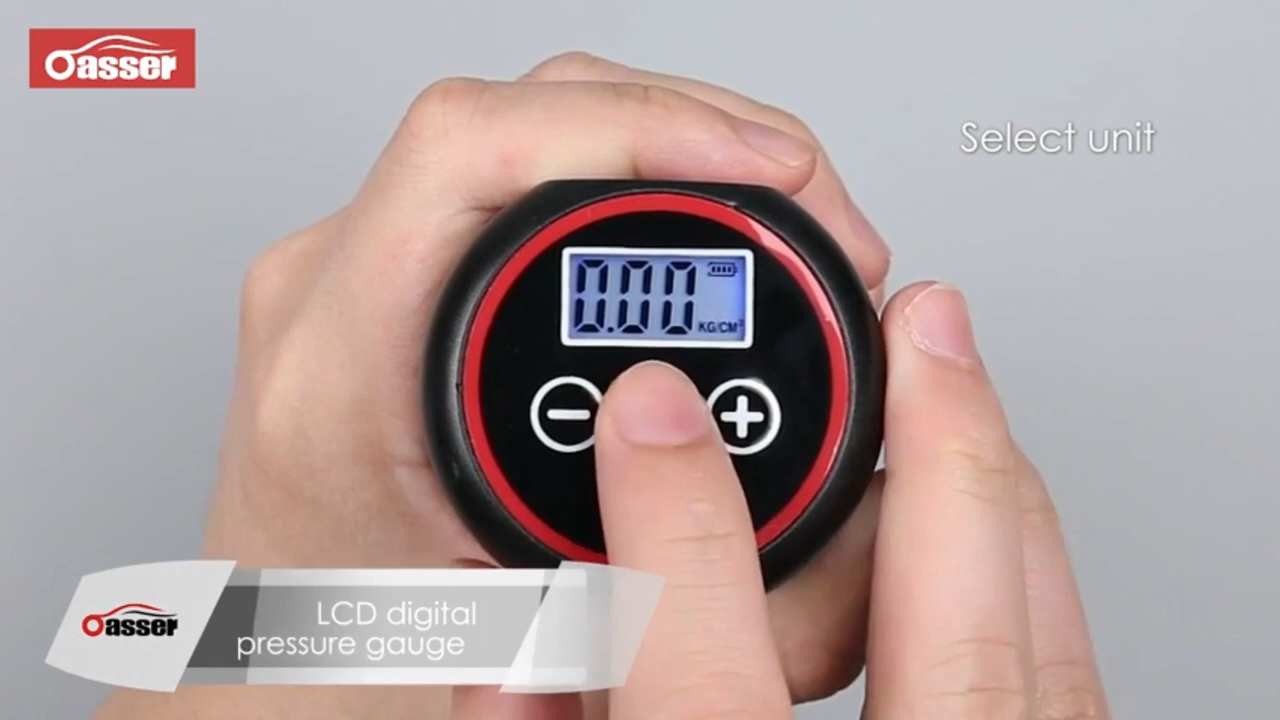 Oasser
Select unit
0.00
KG/CM²
Oasser
LCD digital
pressure gauge